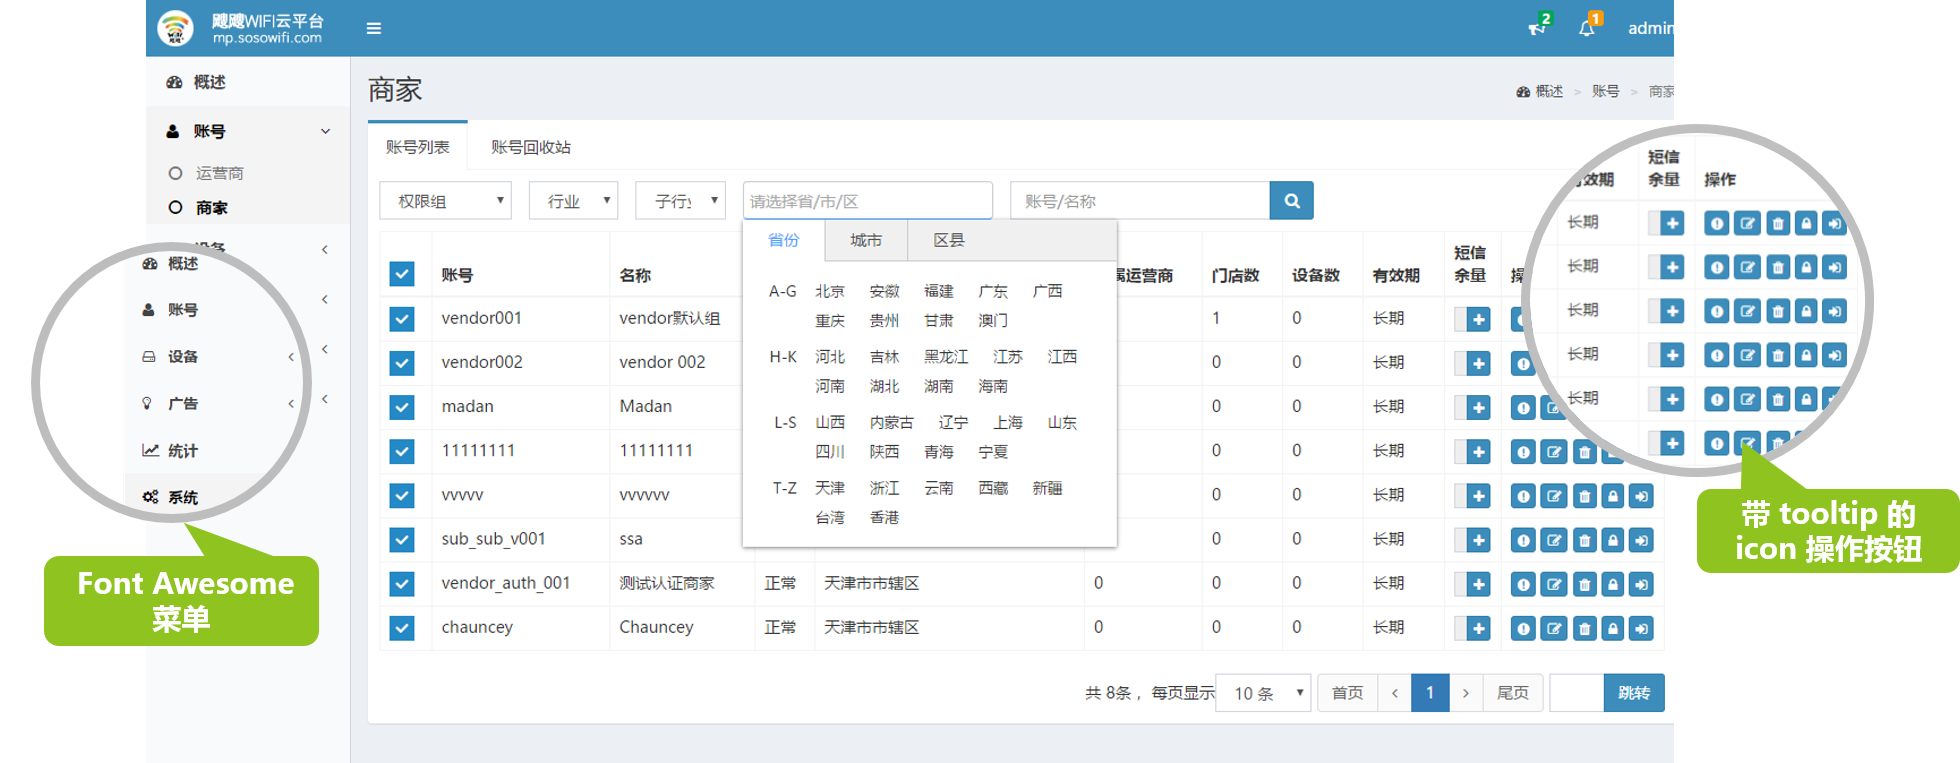 飕飕WIFI云平台
mp.sosowifi.com
2
1
admin
概述
账号
运营商
商家
设备
商家
概述 > 账号 > 商家
账号列表 账号回收站
权限组 行业 子行业 请选择省/市/区 账号/名称
省份 城市 区县
A-G 北京 安徽 福建 广东 广西
重庆 贵州 甘肃 澳门
H-K 河北 吉林 黑龙江 江苏 江西
河南 湖北 湖南 海南
L-S 山西 内蒙古 辽宁 上海 山东
四川 陕西 青海 宁夏
T-Z 天津 浙江 云南 西藏 新疆
台湾 香港
账号 名称 属运营商 门店数 设备数 有效期 短信余量 操
vendor001 vendor默认组 1 0 长期
vendor002 vendor 002 0 0 长期
madan Madan 0 0 长期
11111111 11111111 0 0 长期
vvvvv vvvvvv 0 0 长期
sub_sub_v001 ssa 0 0 长期
vendor_auth_001 测试认证商家 正常 天津市市辖区 0 0 0 长期
chauncey Chauncey 正常 天津市市辖区 0 0 0 长期
共 8条， 每页显示 10 条 首页 ‹ 1 › 尾页 跳转
概述
账号
设备
广告
统计
系统
Font Awesome
菜单
有效期 短信余量 操作
长期
长期
长期
长期
长期
带 tooltip 的
icon 操作按钮